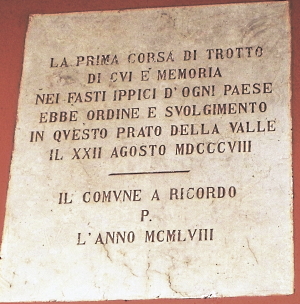 LA PRIMA CORSA DI TROTTO
DI CVI E' MEMORIA
NEI FASTI IPPICI D'OGNI PAESE
EBBE ORDINE E SVOLGIMENTO
IN QVESTO PRATO DELLA VALLE
IL XXII AGOSTO MDCCCVIII
IL COMVNE A RICORDO
P.
L'ANNO MCMLVIII